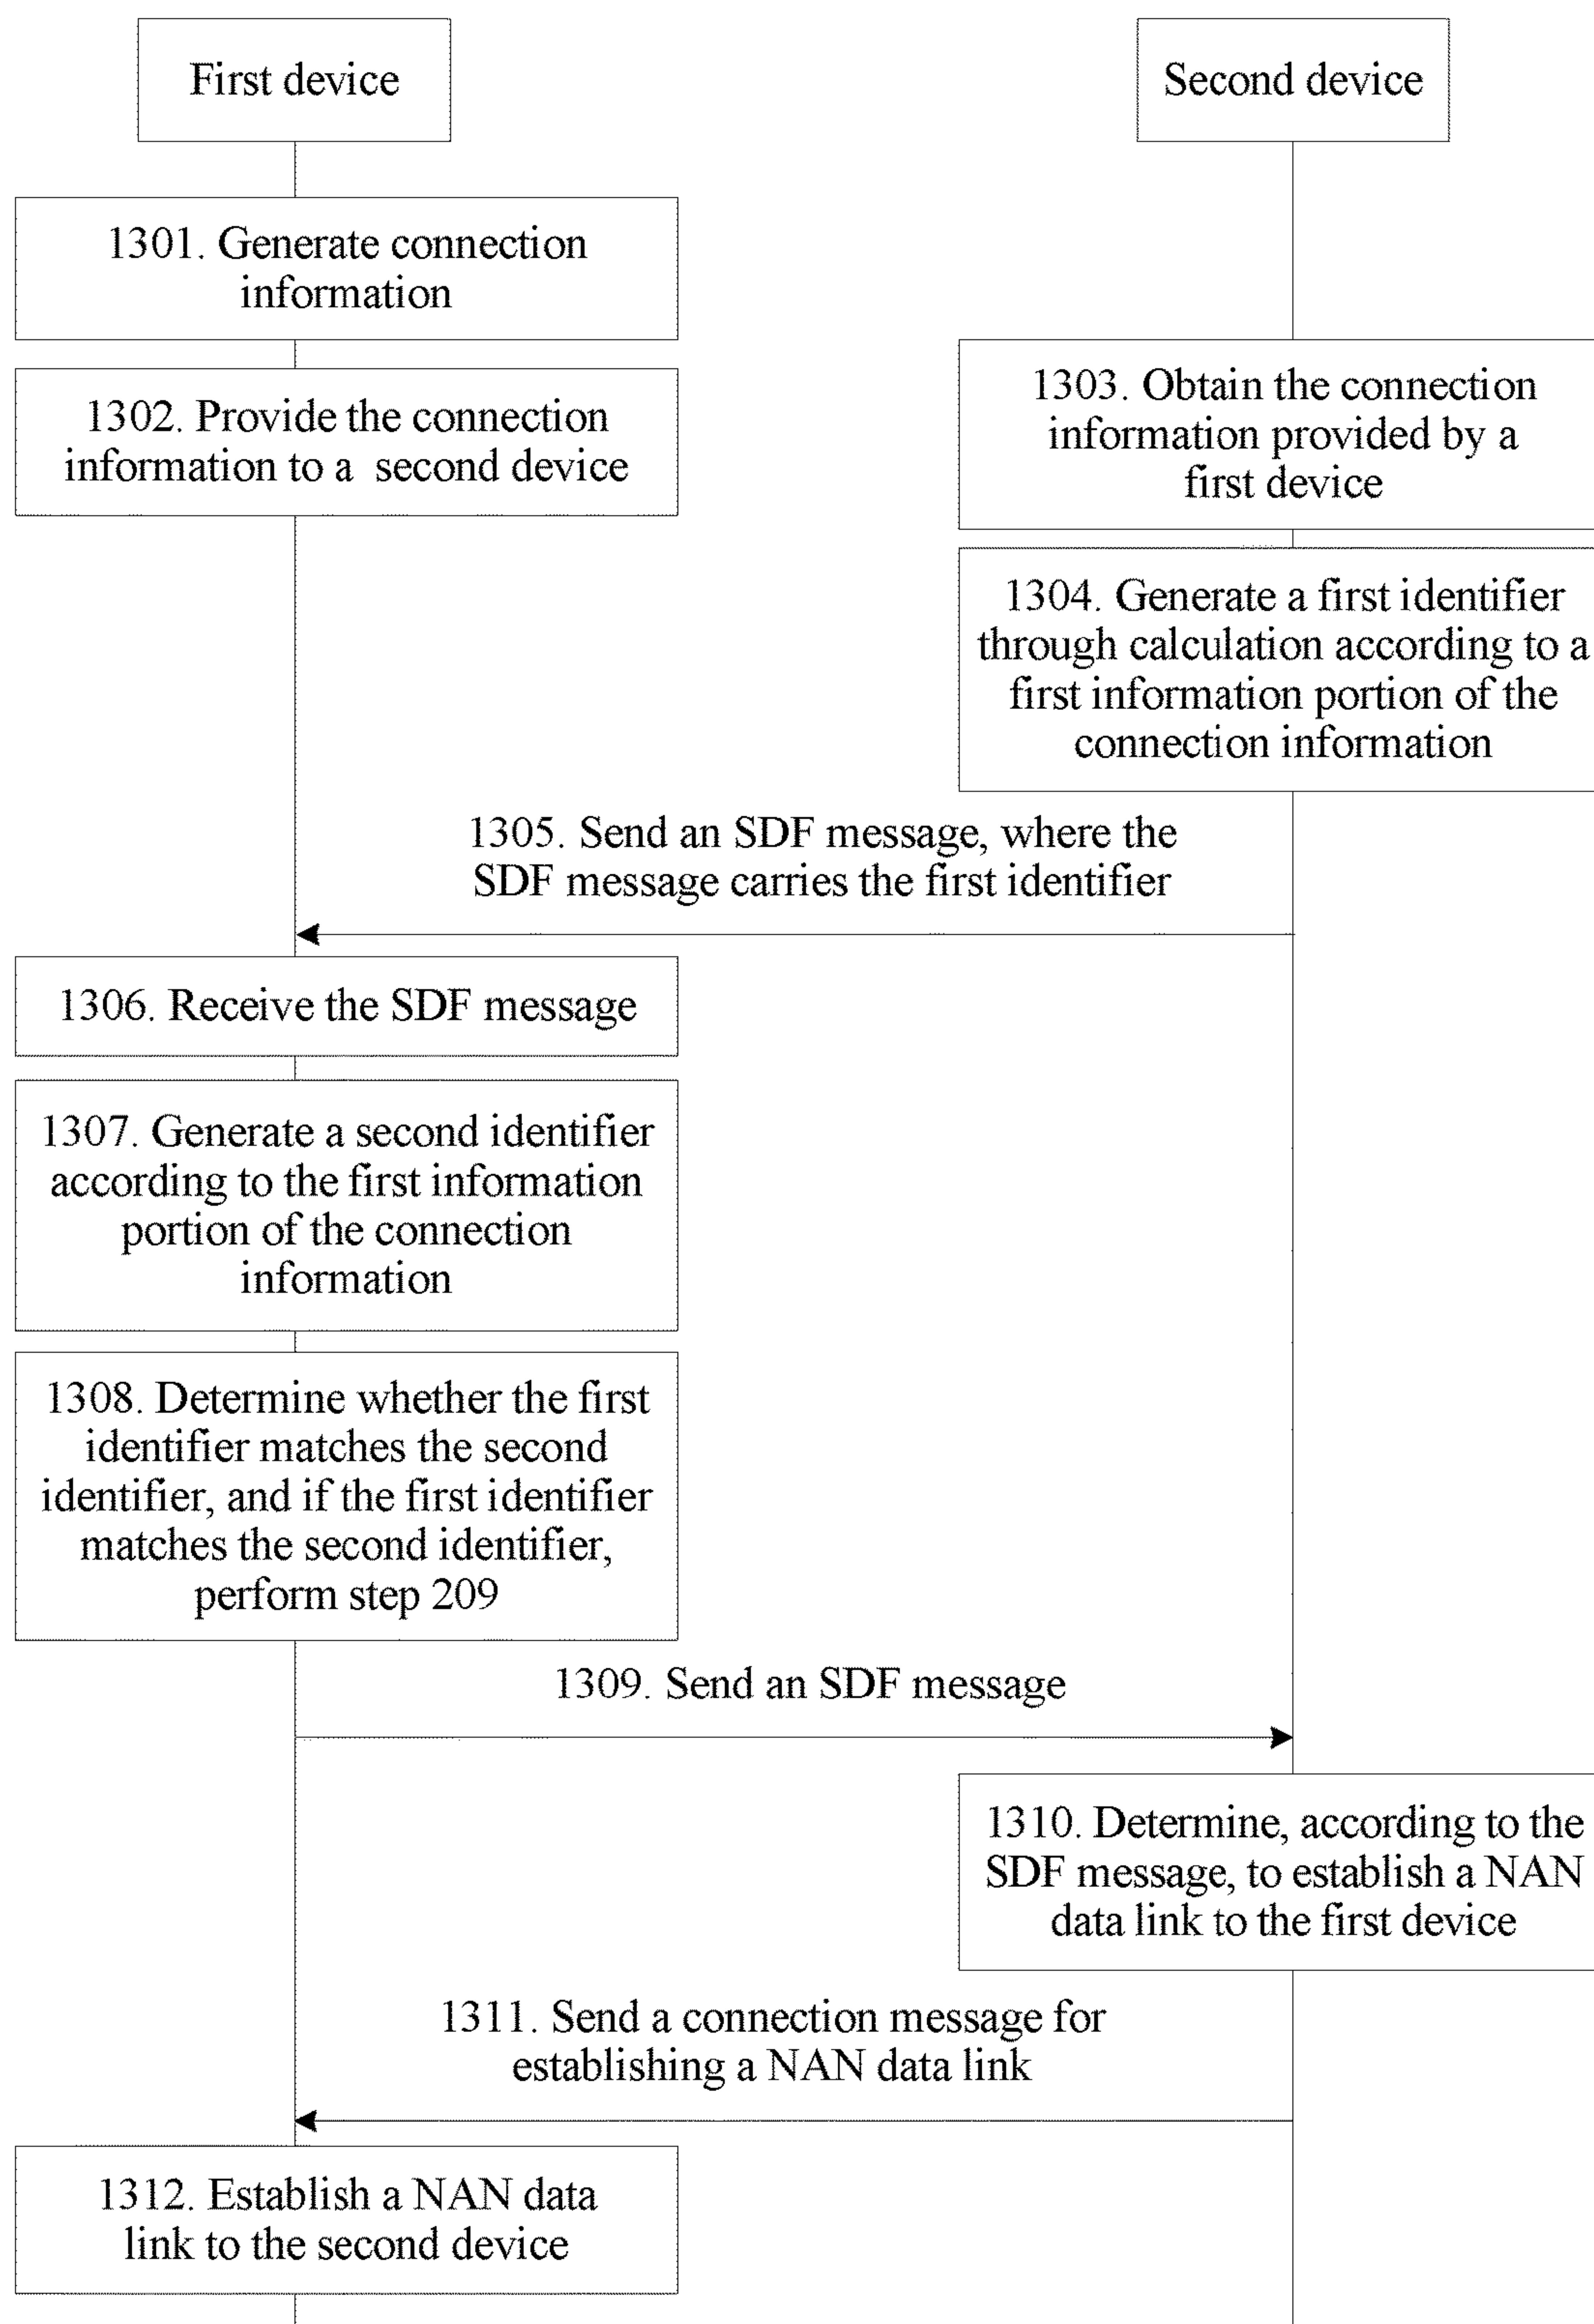 First device
Second device
1301. Generate connection
information
1302. Provide the connection
information to a second device
1303. Obtain the connection
information provided by a
first device
1304. Generate a first identifier
through calculation according to a
first information portion of the
connection information
1305. Send an SDF message, where the
SDF message carries the first identifier
1306. Receive the SDF message
1307. Generate a second identifier
according to the first information
portion of the connection
information
1308. Determine whether the first
identifier matches the second
identifier, and if the first identifier
matches the second identifier,
perform step 209
1309. Send an SDF message
1310. Determine, according to the
SDF message, to establish a NAN
data link to the first device
1311. Send a connection message for
establishing a NAN data link
1312. Establish a NAN data
link to the second device